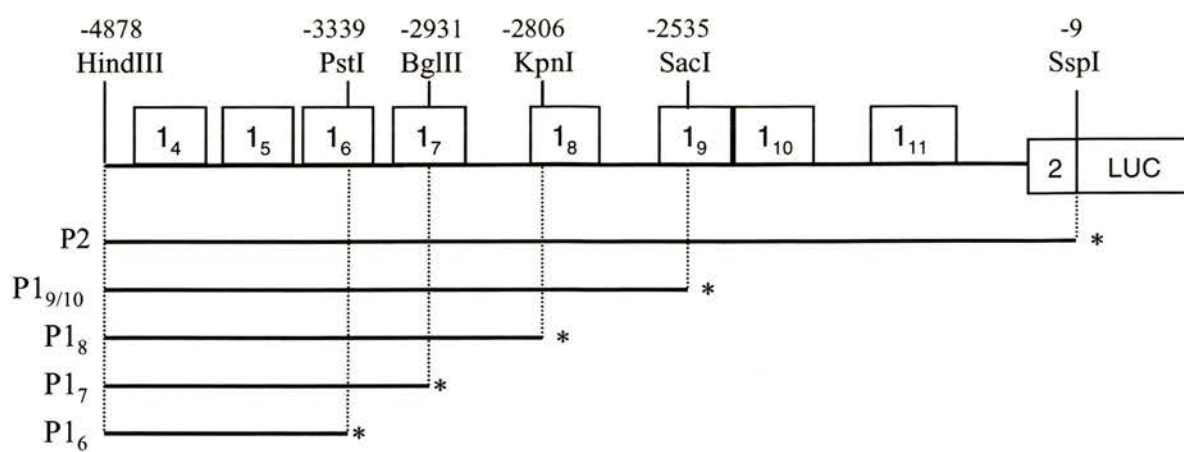 -4878 -3339 -2931 -2806 -2535 -9
HindIII PstI BglII KpnI SacI SspI
1₄ 1₅ 1₆ 1₇ 1₈ 1₉ 1₁₀ 1₁₁
2 LUC
P2 *
P1₉/₁₀ *
P1₈ *
P1₇ *
P1₆ *